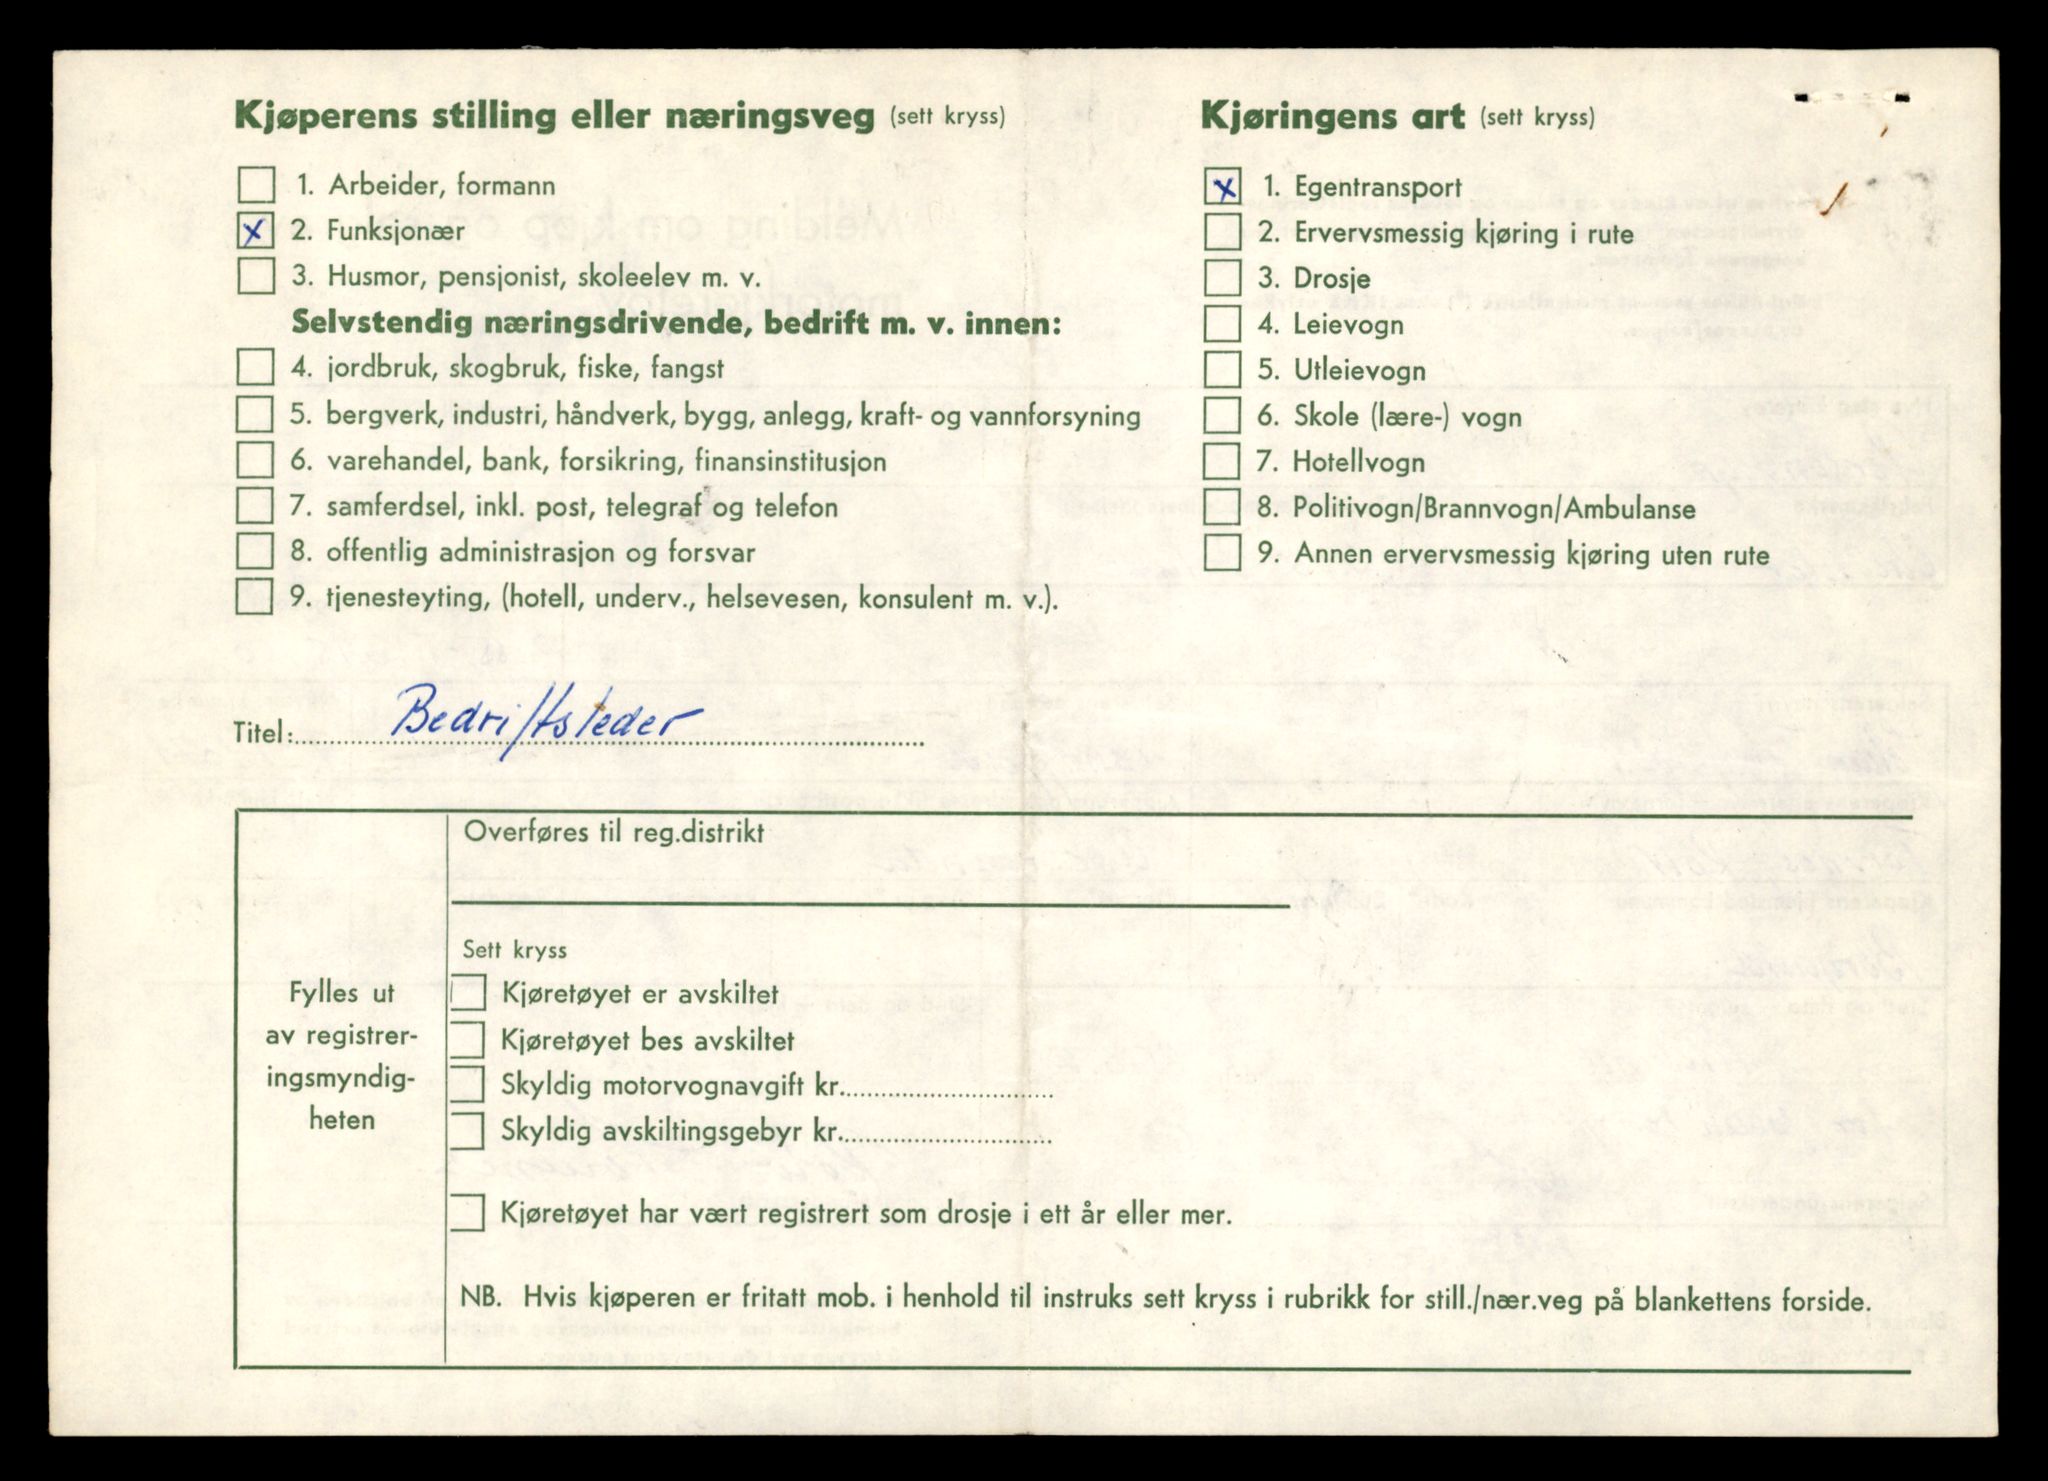 Kjøperens stilling eller næringsveg (sett kryss)
1. Arbeider, formann
x 2. Funksjonær
3. Husmor, pensjonist, skoleelev m. v.
Selvstendig næringsdrivende, bedrift m. v. innen:
4. jordbruk, skogbruk, fiske, fangst
5. bergverk, industri, håndverk, bygg, anlegg, kraft- og vannforsyning
6. varehandel, bank, forsikring, finansinstitusjon
7. samferdsel, inkl. post, telegraf og telefon
8. offentlig administrasjon og forsvar
9. tjenesteyting, (hotell, underv., helsevesen, konsulent m. v.).
Kjøringens art (sett kryss)
x 1. Egentransport
2. Ervervsmessig kjøring i rute
3. Drosje
4. Leievogn
5. Utleievogn
6. Skole (lære-) vogn
7. Hotellvogn
8. Politivogn/Brannvogn/Ambulanse
9. Annen ervervsmessig kjøring uten rute
Titel: Bedriftsleder
Fylles ut
av registrer-
ingsmyndig-
heten
Overføres til reg.distrikt
Sett kryss
Kjøretøyet er avskiltet
Kjøretøyet bes avskiltet
Skyldig motorvognavgift kr.
Skyldig avskiltingsgebyr kr.
Kjøretøyet har vært registrert som drosje i ett år eller mer.
NB. Hvis kjøperen er fritatt mob. i henhold til instruks sett kryss i rubrikk for still./nær.veg på blankettens forside.